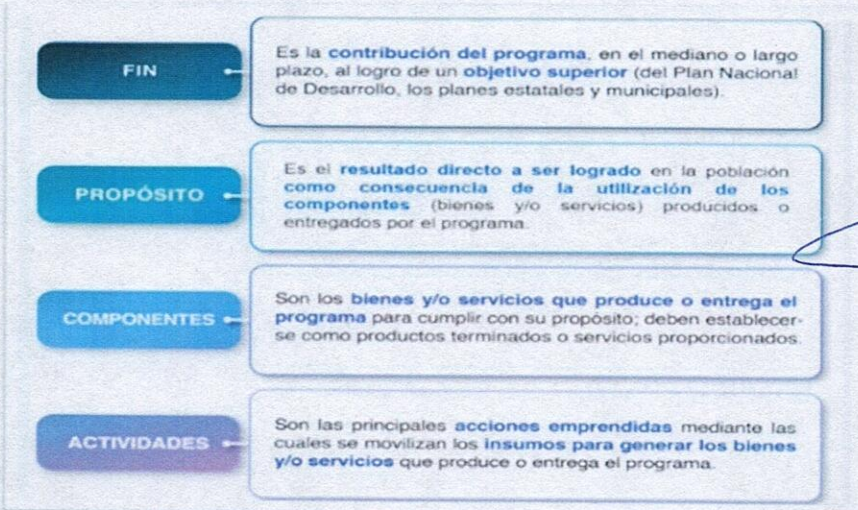 FIN
Es la contribución del programa, en el mediano o largo
plazo, al logro de un objetivo superior (del Plan Nacional
de Desarrollo, los planes estatales y municipales).
PROPÓSITO
Es el resultado directo a ser logrado en la población
como consecuencia de la utilización de los
componentes (bienes y/o servicios) producidos o
entregados por el programa.
COMPONENTES
Son los bienes y/o servicios que produce o entrega el
programa para cumplir con su propósito; deben establecer-
se como productos terminados o servicios proporcionados.
ACTIVIDADES
Son las principales acciones emprendidas mediante las
cuales se movilizan los insumos para generar los bienes
y/o servicios que produce o entrega el programa.